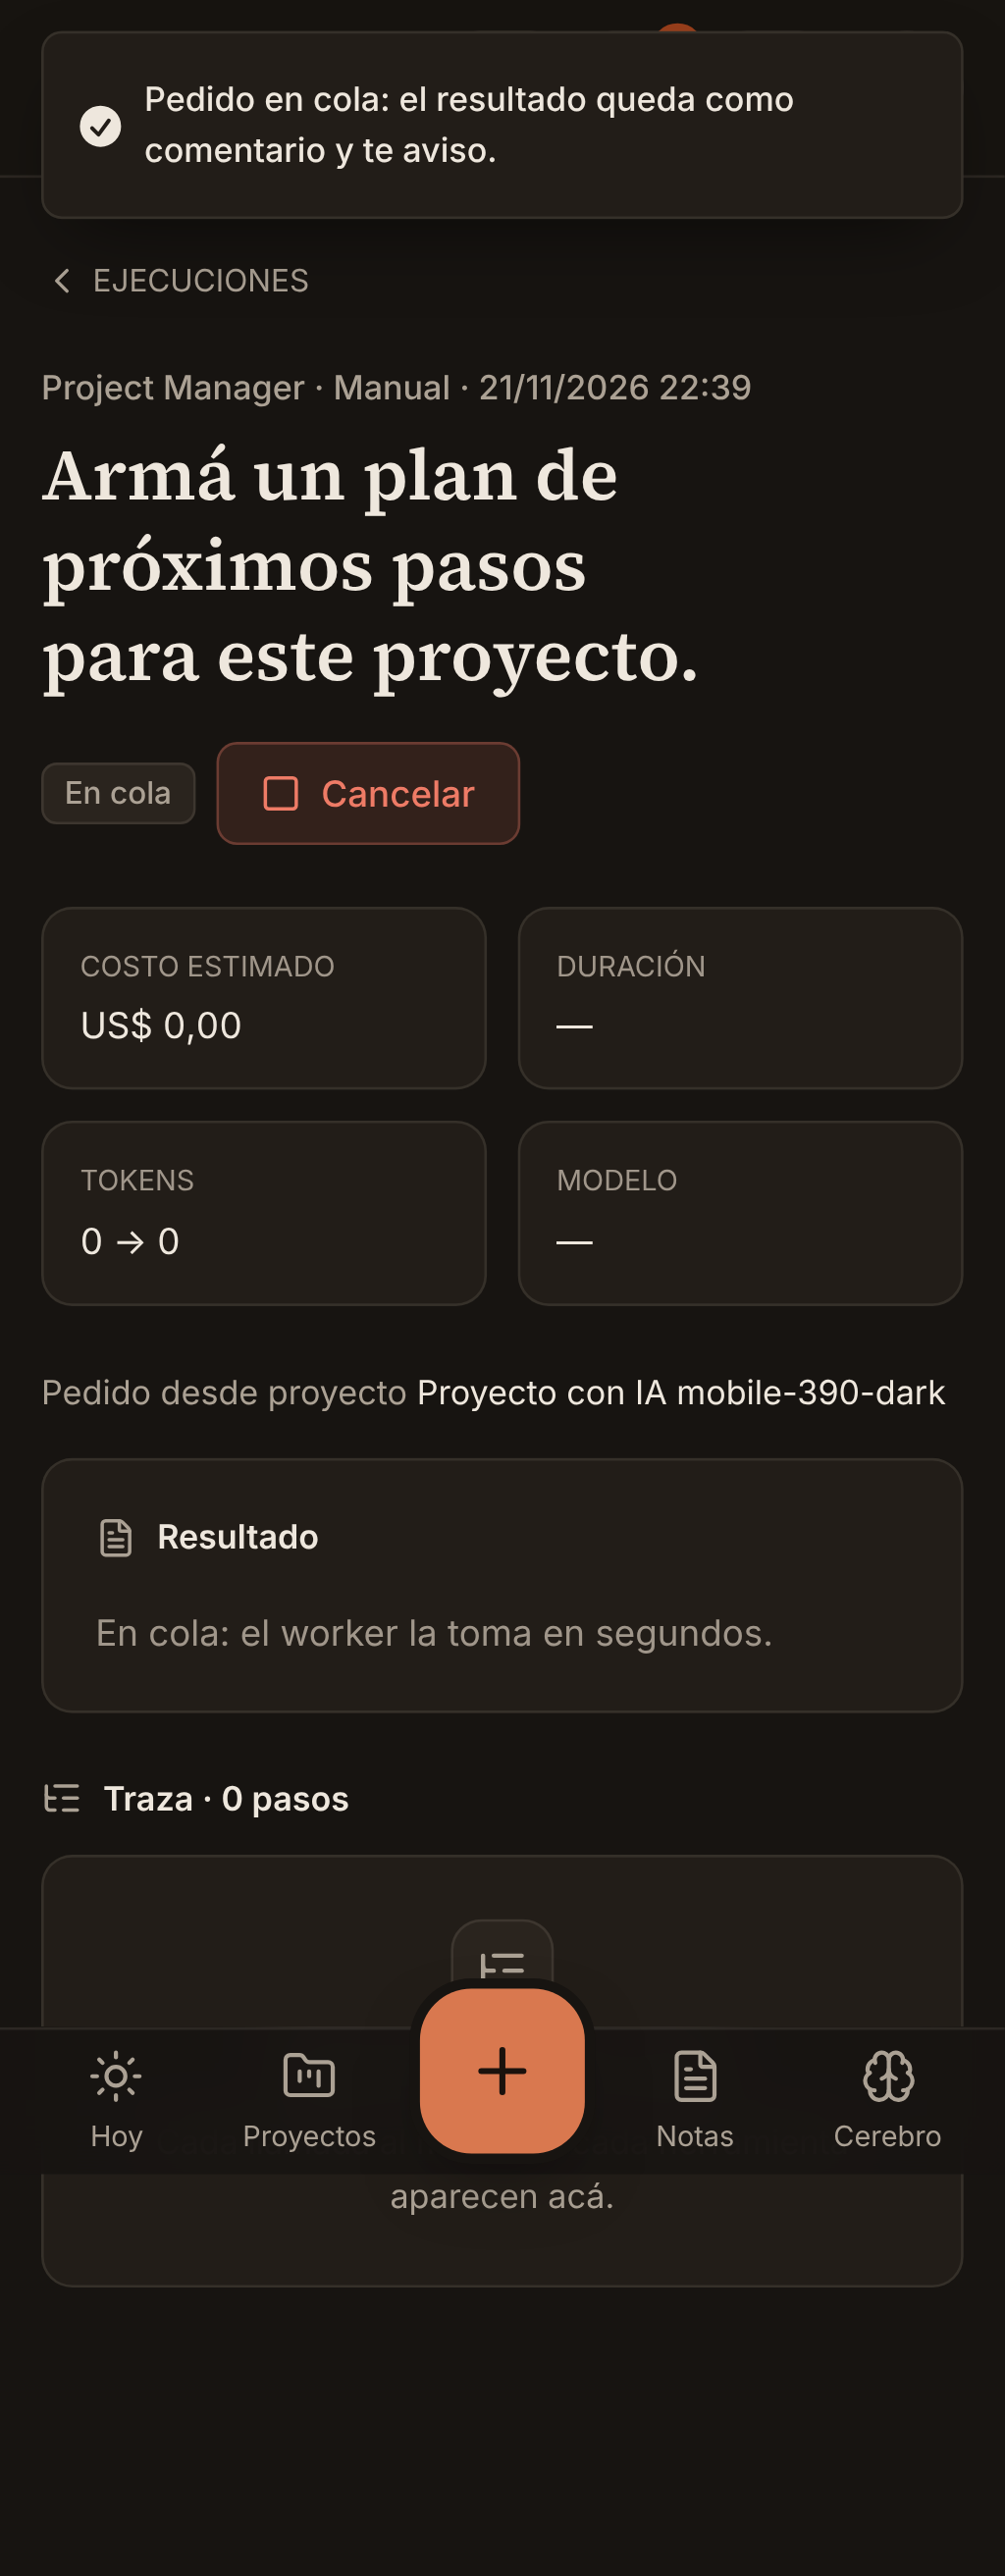 Pedido en cola: el resultado queda como
comentario y te aviso.
EJECUCIONES
Project Manager · Manual · 21/11/2026 22:39
Armá un plan de
próximos pasos
para este proyecto.
En cola
Cancelar
COSTO ESTIMADO
US$ 0,00
DURACIÓN
—
TOKENS
0 → 0
MODELO
—
Pedido desde proyecto Proyecto con IA mobile-390-dark
Resultado
En cola: el worker la toma en segundos.
Traza · 0 pasos
Hoy
Proyectos
Notas
Cerebro
aparecen acá.